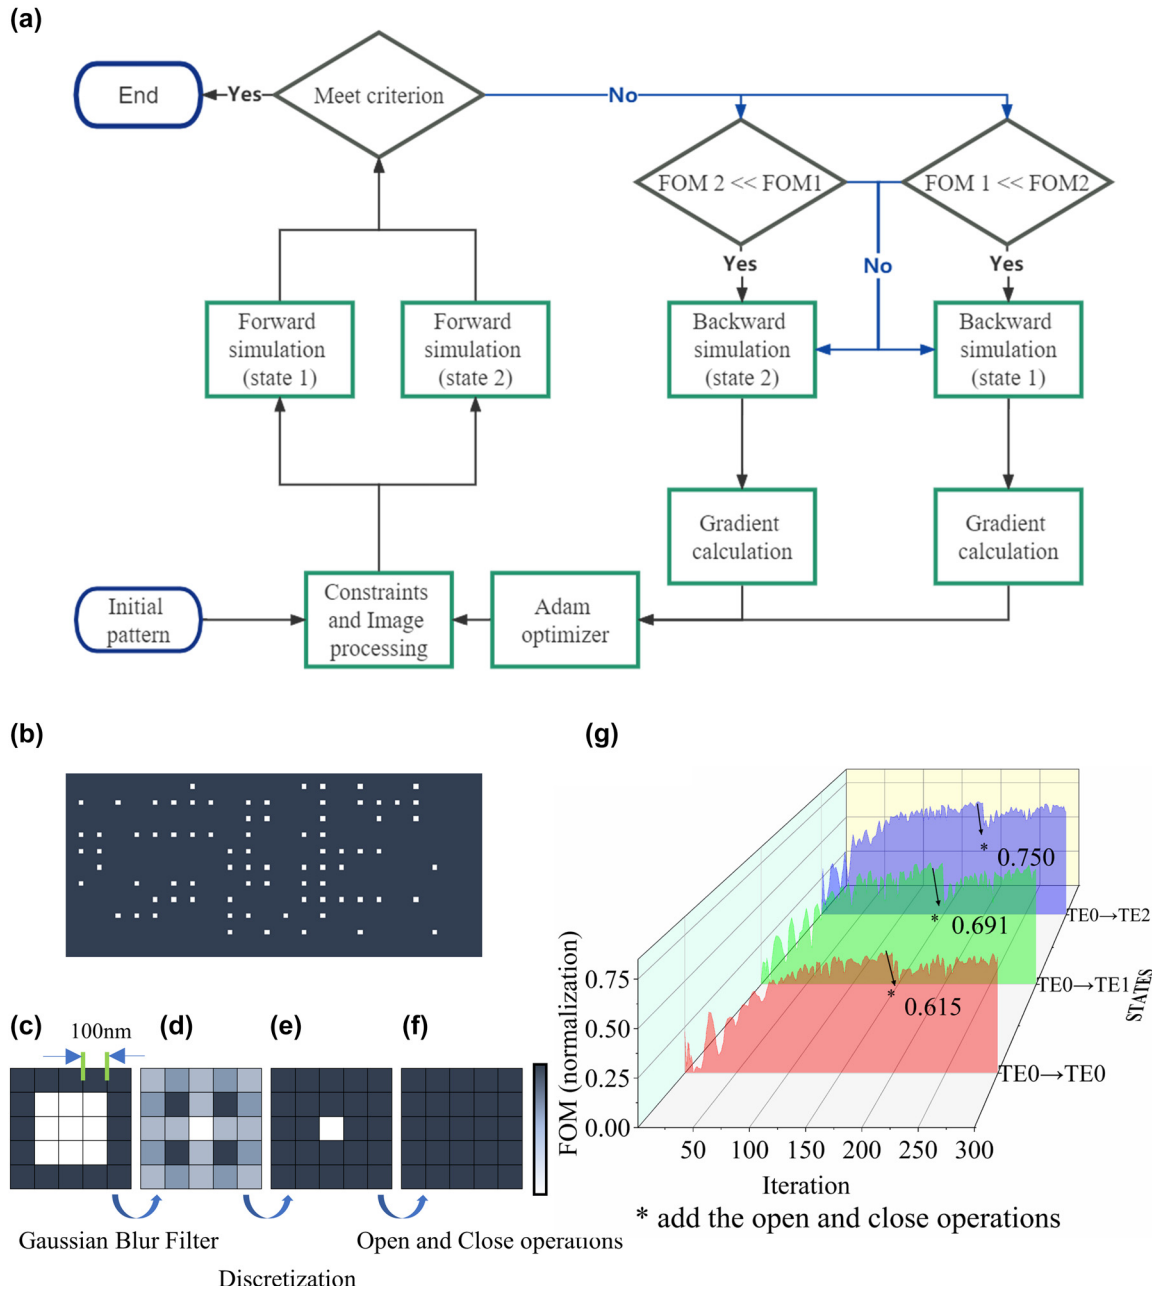 (a)
End
Yes
Meet criterion
No
FOM 2 << FOM1
FOM 1 << FOM2
Yes
No
Yes
Forward
simulation
(state 1)
Forward
simulation
(state 2)
Backward
simulation
(state 2)
Backward
simulation
(state 1)
Gradient
calculation
Gradient
calculation
Initial
pattern
Constraints
and Image
processing
Adam
optimizer
(b)
(c)
100nm
(d)
(e)
(f)
Gaussian Blur Filter
Open and Close operations
Discretization
(g)
FOM (normalization)
0.75
0.50
0.25
0.00
50
100
150
200
250
300
Iteration
*
0.750
*
0.691
*
0.615
TE0→TE2
TE0→TE1
TE0→TE0
STATES
* add the open and close operations